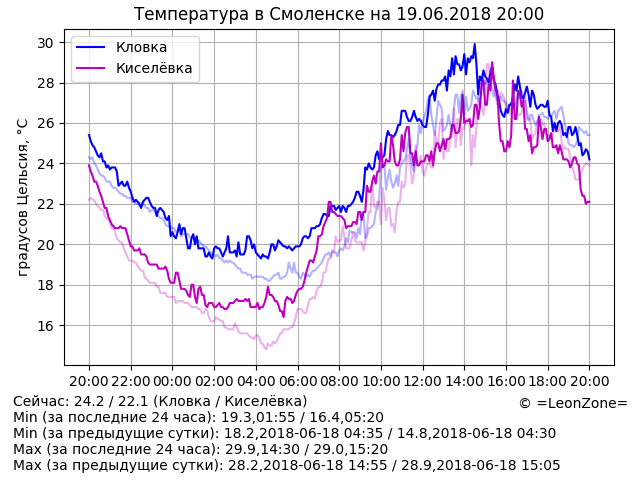 Температура в Смоленске на 19.06.2018 20:00
Кловка
Киселёвка
градусов Цельсия, °C
30
28
26
24
22
20
18
16
20:00 22:00 00:00 02:00 04:00 06:00 08:00 10:00 12:00 14:00 16:00 18:00 20:00
Сейчас: 24.2 / 22.1 (Кловка / Киселёвка)
© =LeonZone=
Min (за последние 24 часа): 19.3,01:55 / 16.4,05:20
Min (за предыдущие сутки): 18.2,2018-06-18 04:35 / 14.8,2018-06-18 04:30
Max (за последние 24 часа): 29.9,14:30 / 29.0,15:20
Max (за предыдущие сутки): 28.2,2018-06-18 14:55 / 28.9,2018-06-18 15:05